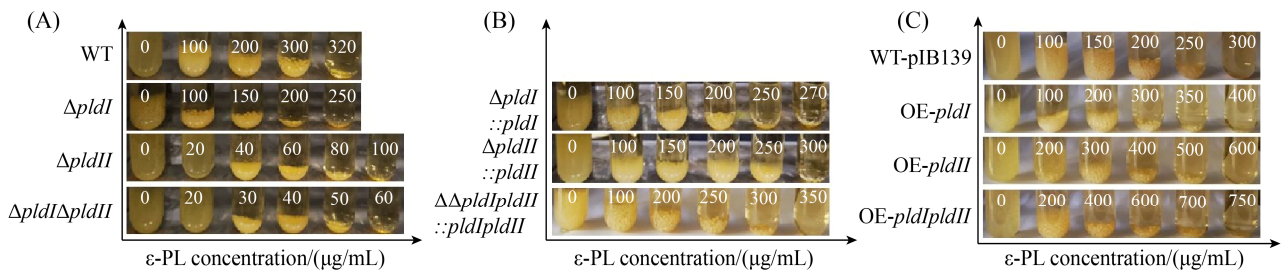 (A)
WT
0 100 200 300 320
ΔpldI
0 100 150 200 250
ΔpldII
0 20 40 60 80 100
ΔpldIΔpldII
0 20 30 40 50 60
ε-PL concentration/(μg/mL)
(B)
ΔpldI
::pldI
0 100 150 200 250 270
ΔpldII
::pldII
0 100 150 200 250 300
ΔΔpldIpldII
::pldIpldII
0 100 200 250 300 350
ε-PL concentration/(μg/mL)
(C)
WT-pIB139
0 100 150 200 250 300
OE-pldI
0 100 200 300 350 400
OE-pldII
0 200 300 400 500 600
OE-pldIpldII
0 200 400 600 700 750
ε-PL concentration/(μg/mL)